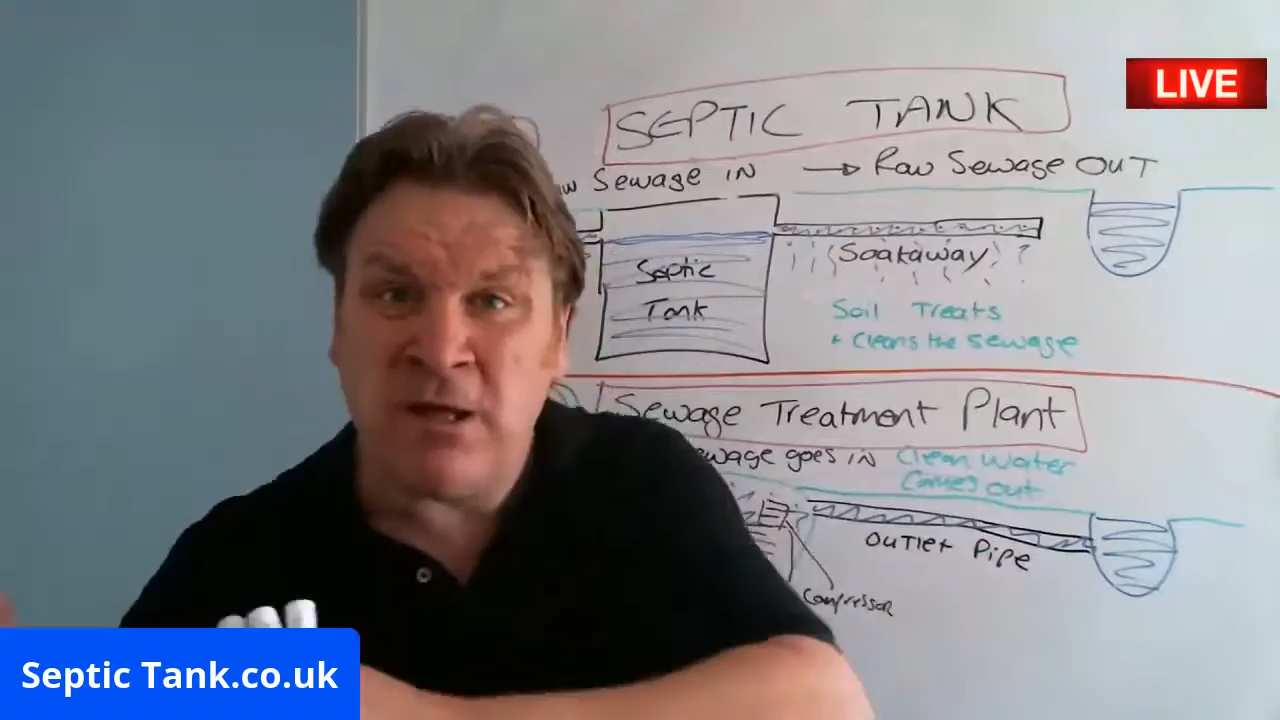 LIVE
SEPTIC TANK
Sewage IN → Raw Sewage OUT
Septic
Tank
Soakaway
Soil Treats
+ Cleans the sewage
Sewage Treatment Plant
goes IN Clean water
Comes out
Outlet Pipe
Compressor
Septic Tank.co.uk